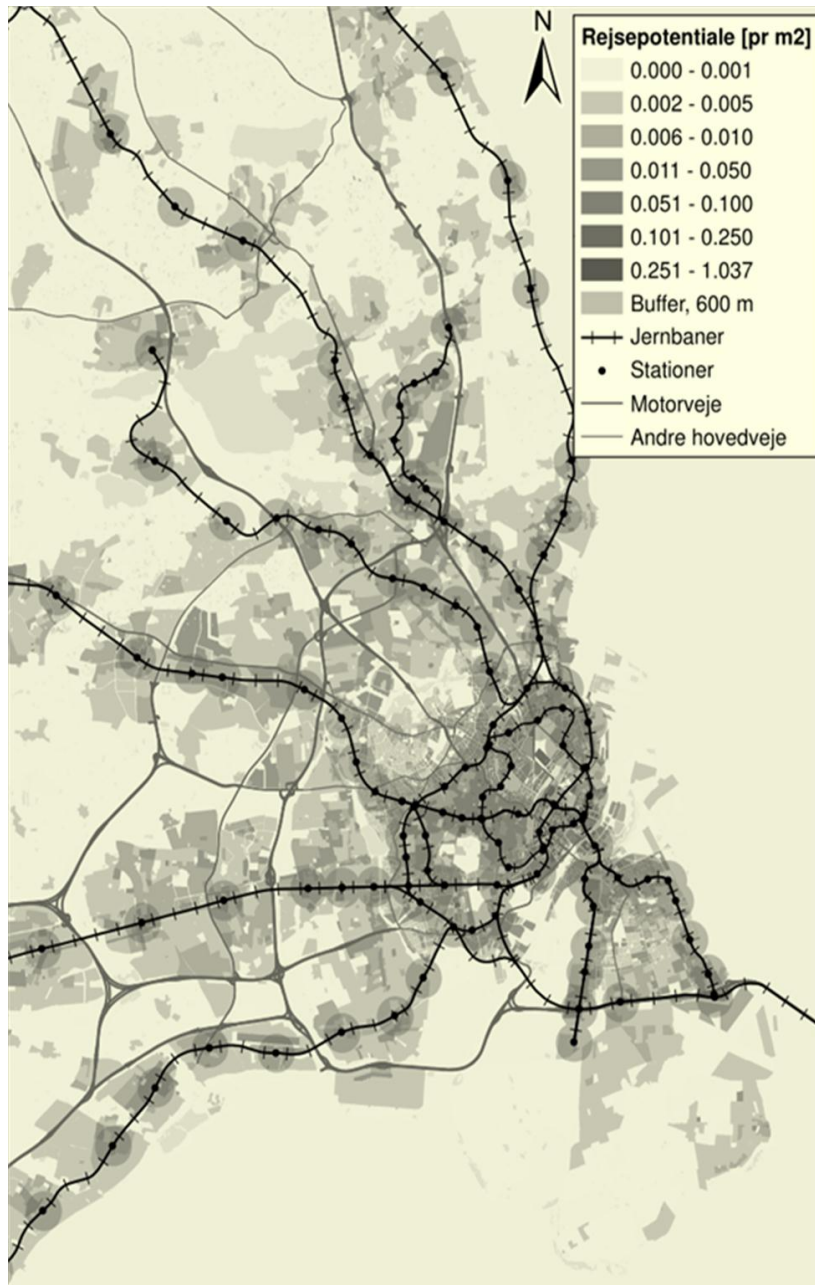 N
Rejsepotentiale [pr m2]
0.000 - 0.001
0.002 - 0.005
0.006 - 0.010
0.011 - 0.050
0.051 - 0.100
0.101 - 0.250
0.251 - 1.037
Buffer, 600 m
Jernbaner
Stationer
Motorveje
Andre hovedveje